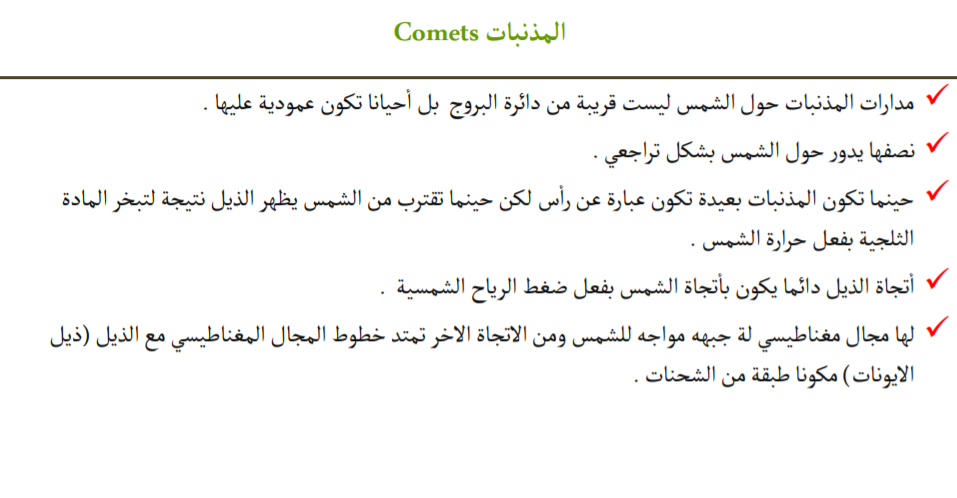 المذنبات Comets
مدارات المذنبات حول الشمس ليست قريبة من دائرة البروج بل أحيانا تكون عمودية عليها .
نصفها يدور حول الشمس بشكل تراجعي .
حينما تكون المذنبات بعيدة تكون عبارة عن رأس لكن حينما تقترب من الشمس يظهر الذيل نتيجة لتبخر المادة
الثلجية بفعل حرارة الشمس .
أتجاة الذيل دائما يكون بأتجاة الشمس بفعل ضغط الرياح الشمسية .
لها مجال مغناطيسي لة جبهه مواجه للشمس ومن الاتجاة الاخر تمتد خطوط المجال المغناطيسي مع الذيل (ذيل
الايونات) مكونا طبقة من الشحنات .